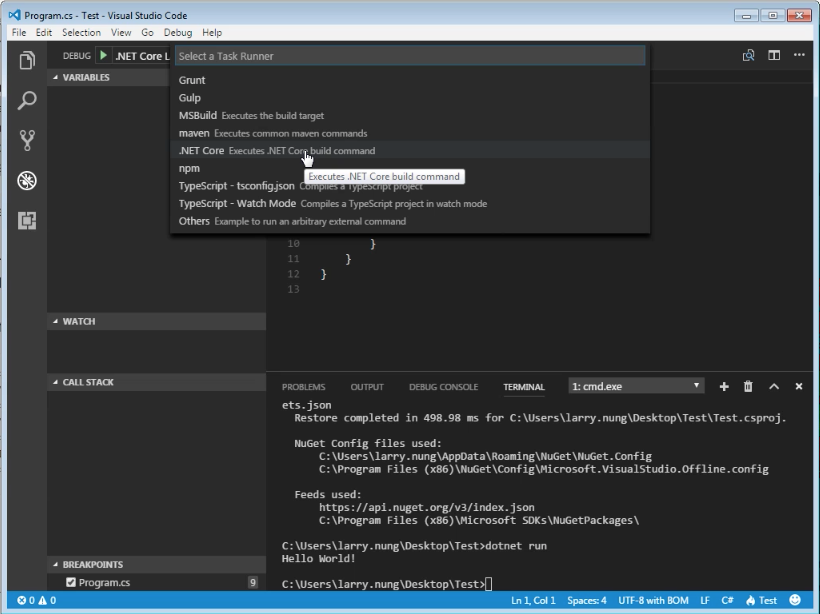 Program.cs - Test - Visual Studio Code
File Edit Selection View Go Debug Help
DEBUG .NET Core L
Select a Task Runner
Grunt
Gulp
MSBuild Executes the build target
maven Executes common maven commands
.NET Core Executes .NET Core build command
npm
Executes .NET Core build command
TypeScript - tsconfig.json Compiles a TypeScript project
TypeScript - Watch Mode Compiles a TypeScript project in watch mode
Others Example to run an arbitrary external command
VARIABLES
10 }
11 }
12 }
13
WATCH
CALL STACK
BREAKPOINTS
Program.cs 9
PROBLEMS OUTPUT DEBUG CONSOLE TERMINAL 1: cmd.exe
ets.json
Restore completed in 498.98 ms for C:\Users\larry.nung\Desktop\Test\Test.csproj.
NuGet Config files used:
C:\Users\larry.nung\AppData\Roaming\NuGet\NuGet.Config
C:\Program Files (x86)\NuGet\Config\Microsoft.VisualStudio.Offline.config
Feeds used:
https://api.nuget.org/v3/index.json
C:\Program Files (x86)\Microsoft SDKs\NuGetPackages\
C:\Users\larry.nung\Desktop\Test>dotnet run
Hello World!
C:\Users\larry.nung\Desktop\Test>
0 0 Ln 1, Col 1 Spaces: 4 UTF-8 with BOM LF C# Test